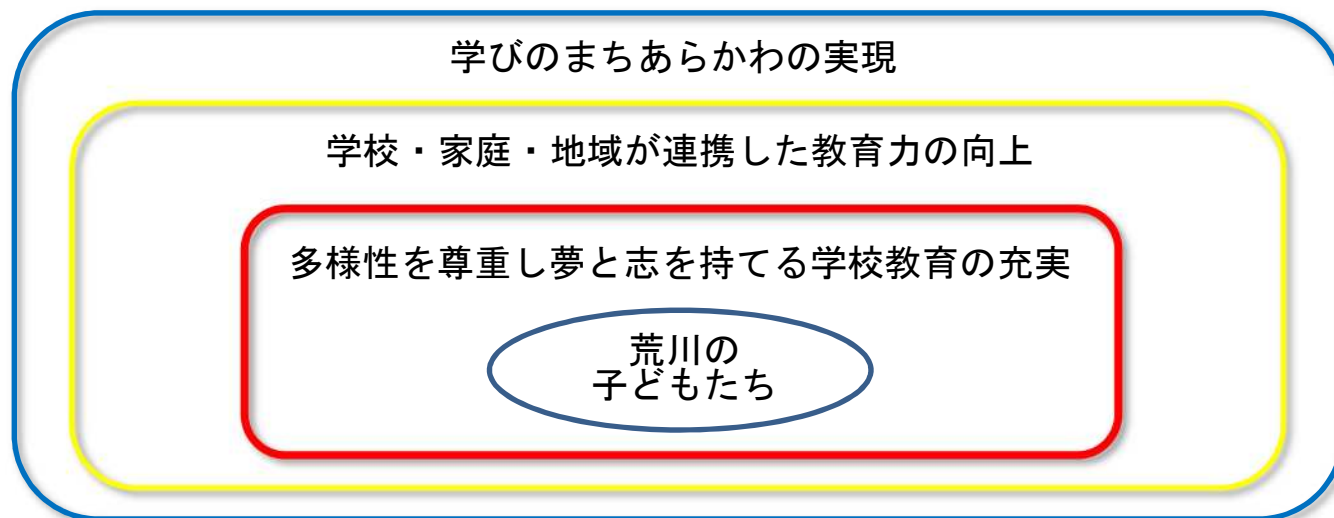 学びのまちあらかわの実現
学校・家庭・地域が連携した教育力の向上
多様性を尊重し夢と志を持てる学校教育の充実
荒川の
子どもたち